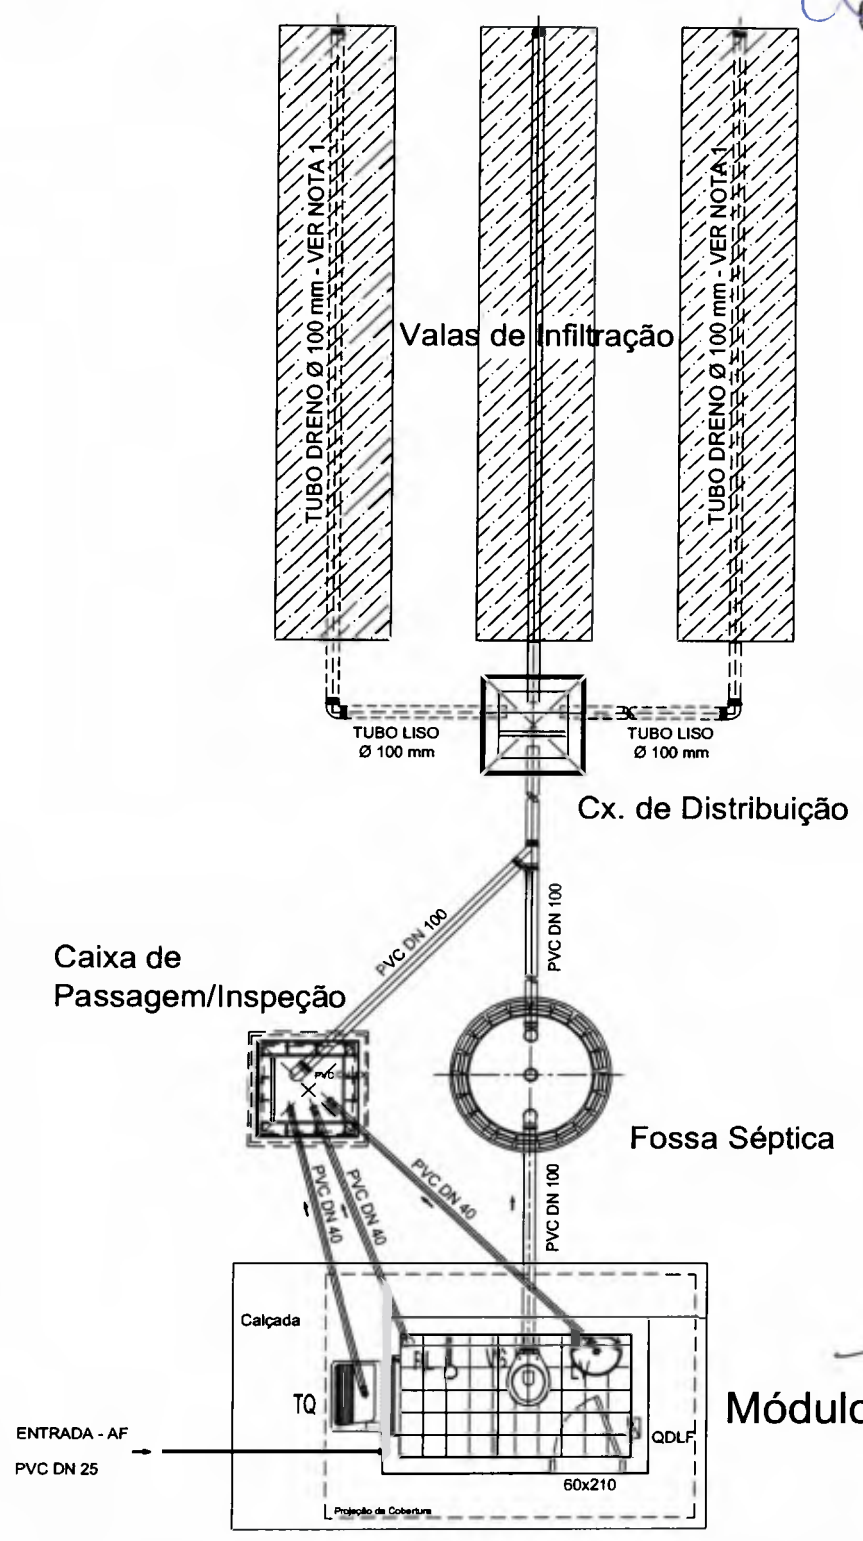 TUBO DRENO Ø 100 mm - VER NOTA 1
TUBO DRENO Ø 100 mm - VER NOTA 1
Valas de Infiltração
TUBO LISO
Ø 100 mm
TUBO LISO
Ø 100 mm
Cx. de Distribuição
PVC DN 100
PVC DN 100
Caixa de
Passagem/Inspeção
PVC
Fossa Séptica
PVC DN 40
PVC DN 40
PVC DN 40
PVC DN 100
Calçada
TQ
Módulo
ENTRADA - AF
PVC DN 25
QDLF
60x210
Projeção da Cobertura